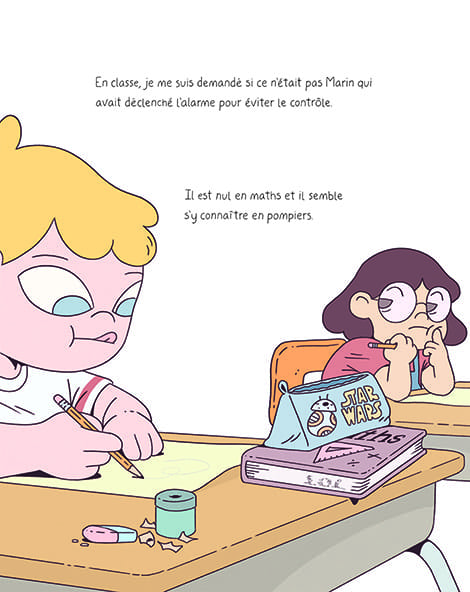 En classe, je me suis demandé si ce n'était pas Marin qui
avait déclenché l'alarme pour éviter le contrôle.
Il est nul en maths et il semble
s'y connaître en pompiers.
STAR
WARS
Maths